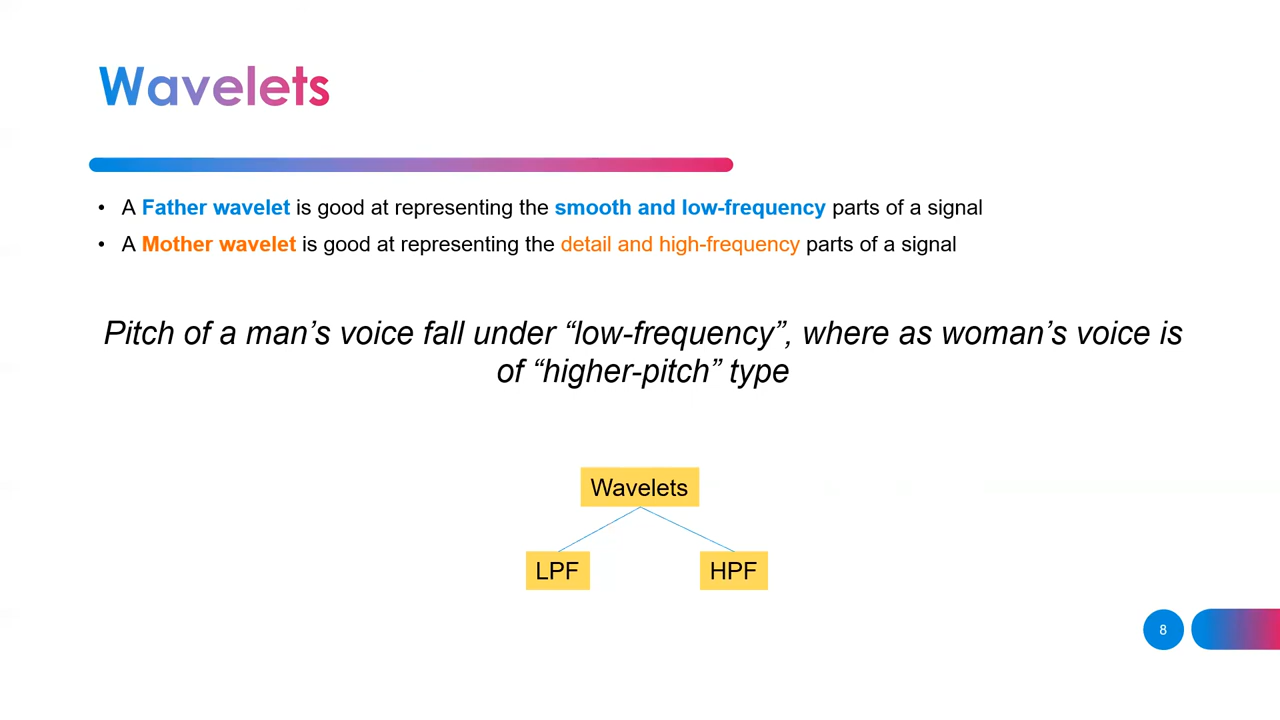 Wavelets
• A Father wavelet is good at representing the smooth and low-frequency parts of a signal
• A Mother wavelet is good at representing the detail and high-frequency parts of a signal
Pitch of a man’s voice fall under “low-frequency”, where as woman’s voice is
of “higher-pitch” type
Wavelets
LPF HPF
8